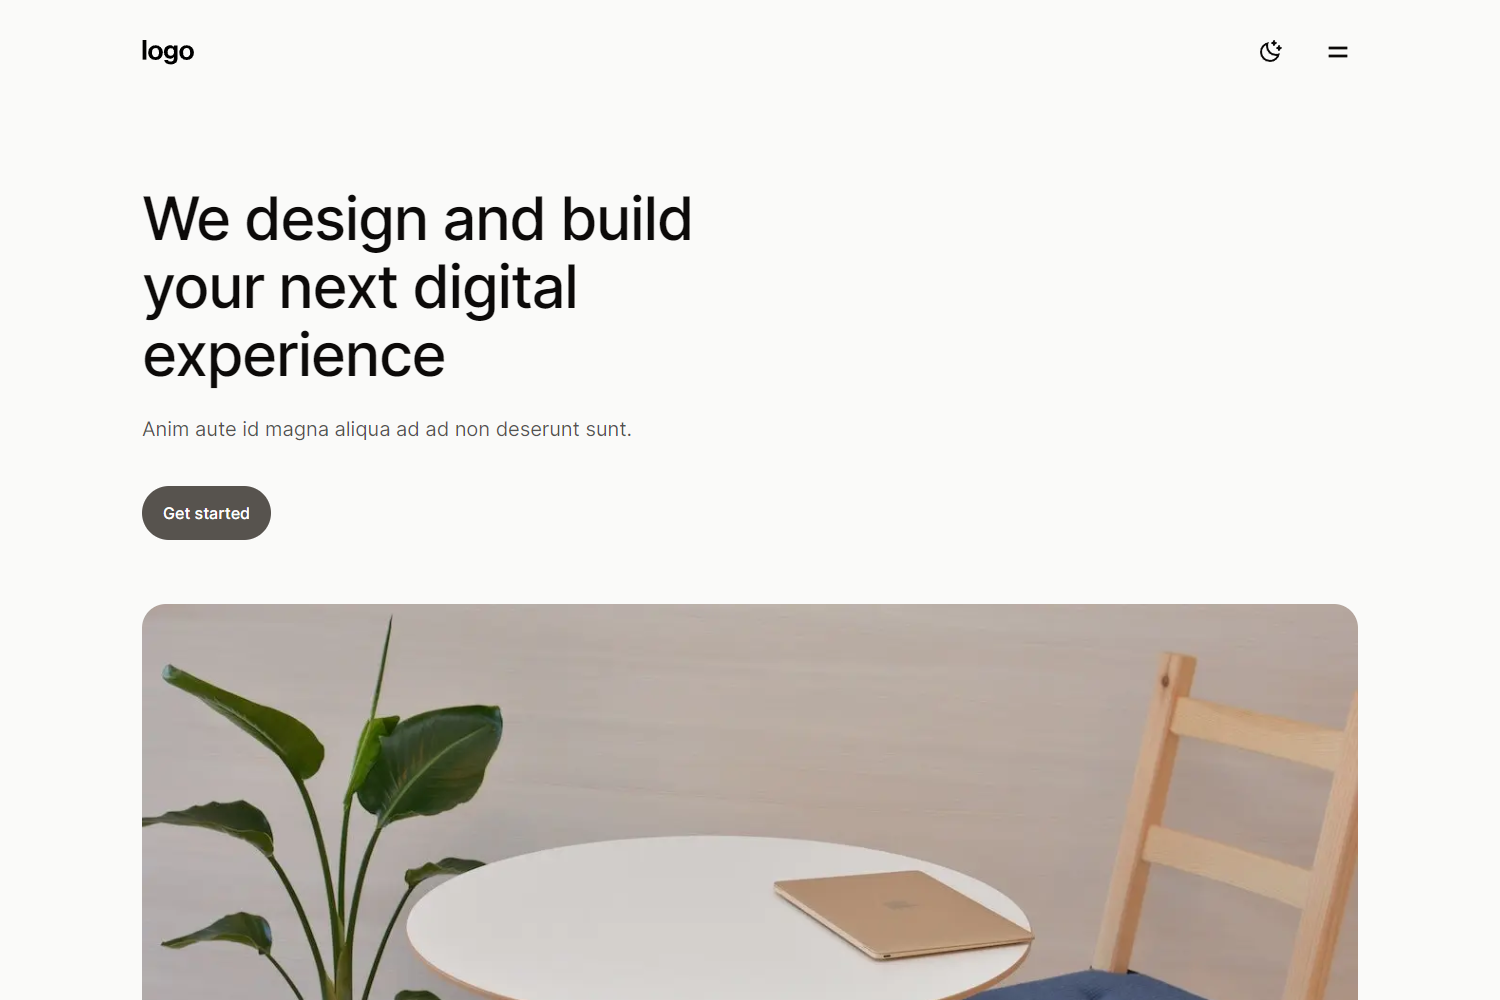 logo
We design and build
your next digital
experience
Anim aute id magna aliqua ad ad non deserunt sunt.
Get started